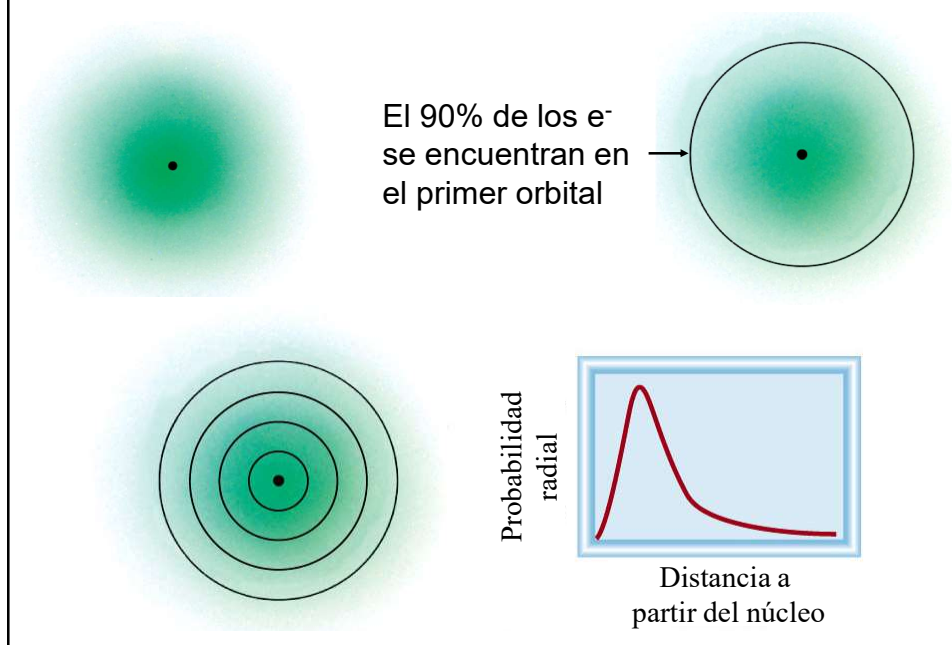 El 90% de los e-
se encuentran en
el primer orbital
Probabilidad
radial
Distancia a
partir del núcleo